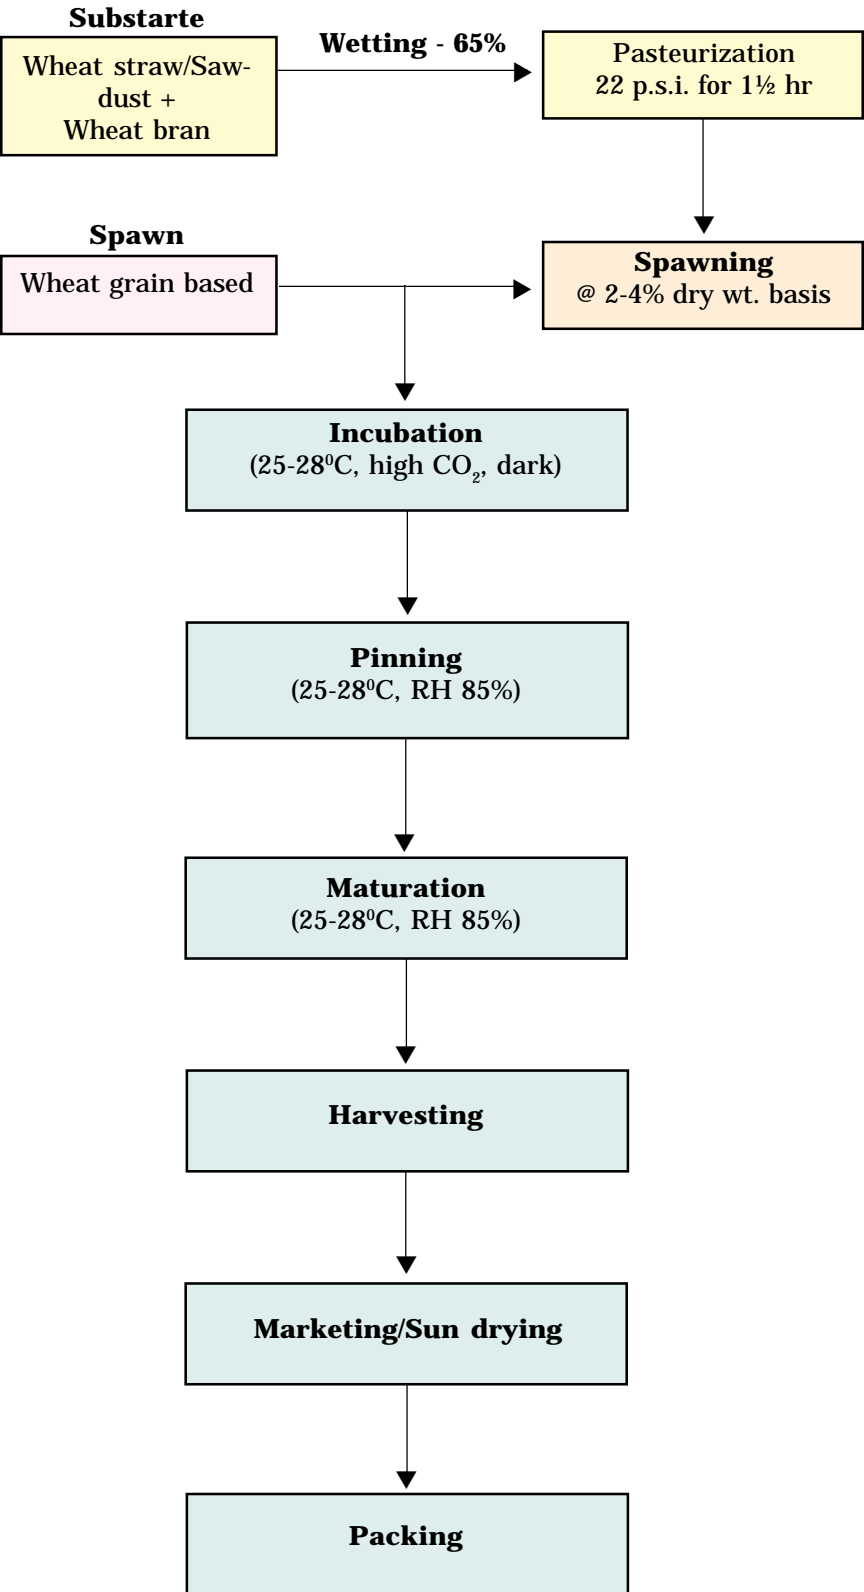 Substarte
Wheat straw/Saw-
dust +
Wheat bran
Wetting - 65%
Pasteurization
22 p.s.i. for 1½ hr
Spawn
Wheat grain based
Spawning
@ 2-4% dry wt. basis
Incubation
(25-28⁰C, high CO₂, dark)
Pinning
(25-28⁰C, RH 85%)
Maturation
(25-28⁰C, RH 85%)
Harvesting
Marketing/Sun drying
Packing